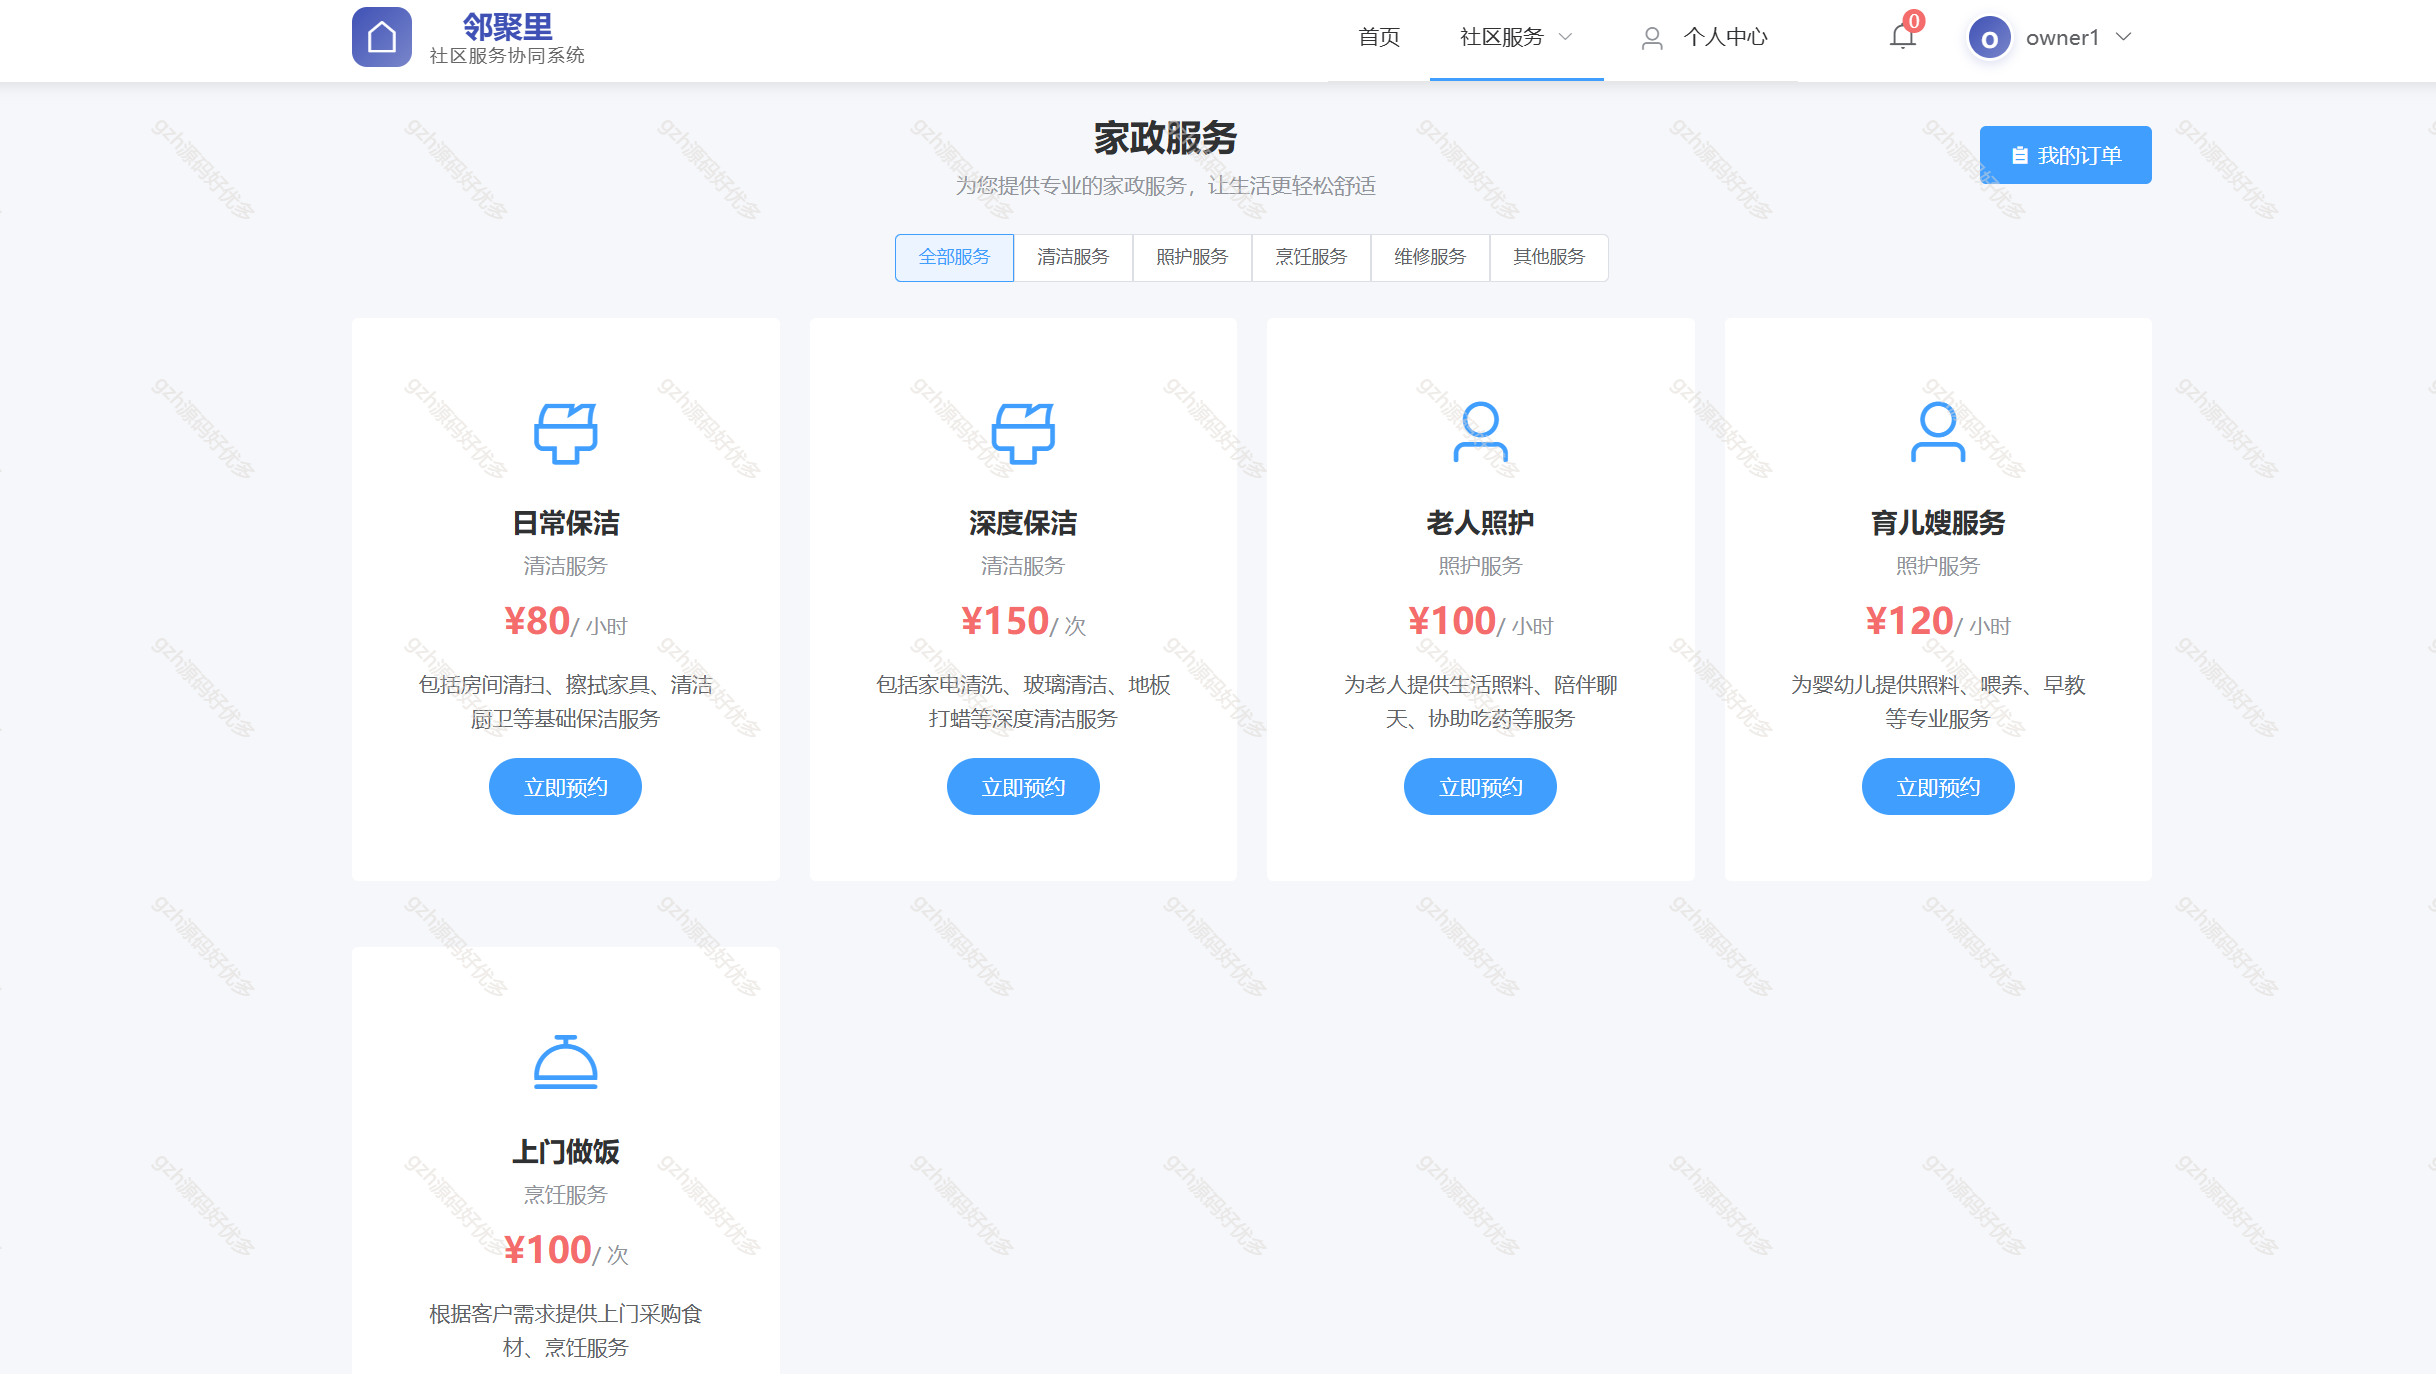 邻聚里
社区服务协同系统
首页
社区服务
个人中心
0
o
owner1
家政服务
为您提供专业的家政服务，让生活更轻松舒适
我的订单
全部服务
清洁服务
照护服务
烹饪服务
维修服务
其他服务
日常保洁
清洁服务
¥80/ 小时
包括房间清扫、擦拭家具、清洁
厨卫等基础保洁服务
立即预约
深度保洁
清洁服务
¥150/ 次
包括家电清洗、玻璃清洁、地板
打蜡等深度清洁服务
立即预约
老人照护
照护服务
¥100/ 小时
为老人提供生活照料、陪伴聊
天、协助吃药等服务
立即预约
育儿嫂服务
照护服务
¥120/ 小时
为婴幼儿提供照料、喂养、早教
等专业服务
立即预约
上门做饭
烹饪服务
¥100/ 次
根据客户需求提供上门采购食
材、烹饪服务
gzh源码好优多